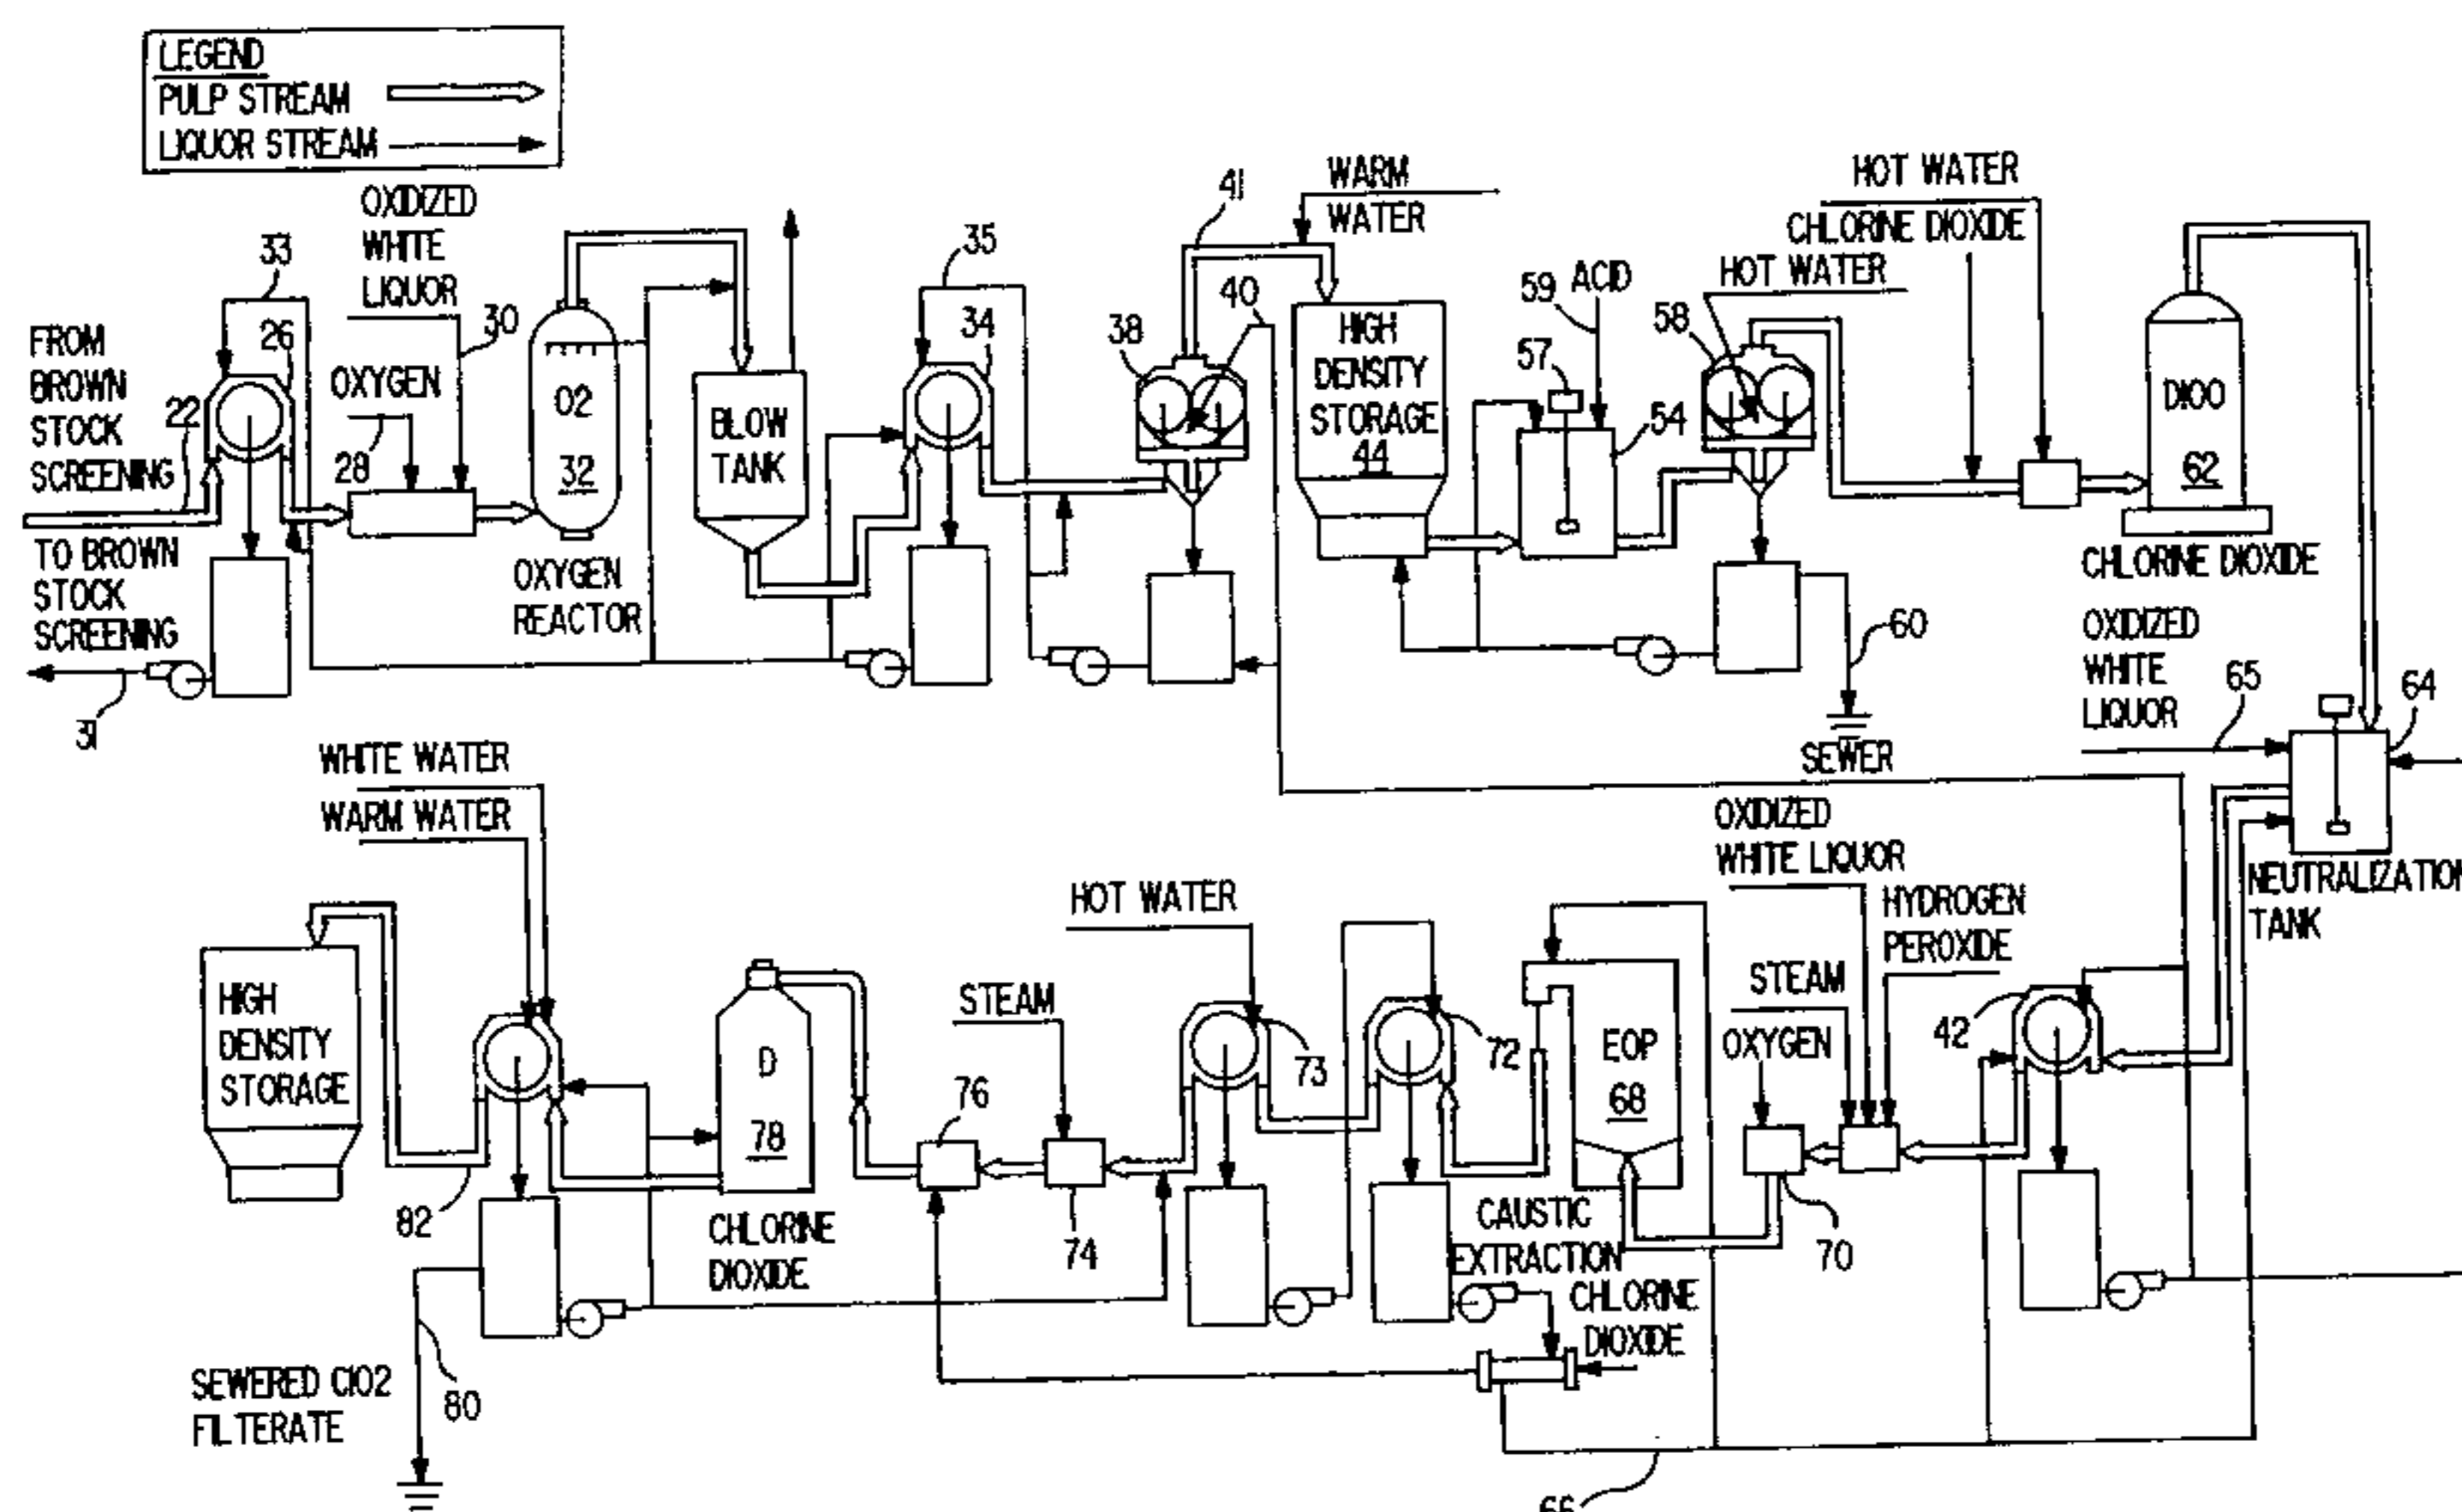 LEGEND
PULP STREAM
LIQUOR STREAM
OXIDIZED
WHITE
LIQUOR
33
26
30
FROM
BROWN
STOCK
SCREENING
22
OXYGEN
28
O2
32
TO BROWN
STOCK
SCREENING
31
OXYGEN
REACTOR
BLOW
TANK
35
34
41
WARM
WATER
40
38
HIGH
DENSITY
STORAGE
44
59
ACID
57
54
HOT WATER
CHLORINE DIOXIDE
HOT WATER
58
D100
62
CHLORINE DIOXIDE
60
SEWER
OXIDIZED
WHITE
LIQUOR
65
64
NEUTRALIZATION
TANK
WHITE WATER
WARM WATER
HIGH
DENSITY
STORAGE
82
SEWERED ClO2
FILTERATE
80
D
78
CHLORINE
DIOXIDE
STEAM
76
74
HOT WATER
73
72
EOP
68
CAUSTIC
EXTRACTION
CHLORINE
DIOXIDE
OXIDIZED
WHITE LIQUOR
HYDROGEN
PEROXIDE
STEAM
OXYGEN
70
42
66